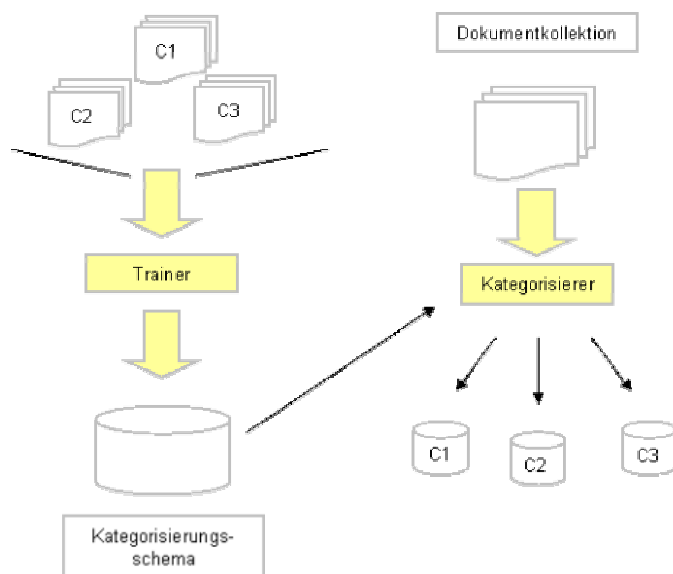 C1
C2
C3
Trainer
Kategorisierungs-
schema
Dokumentkollektion
Kategorisierer
C1
C2
C3